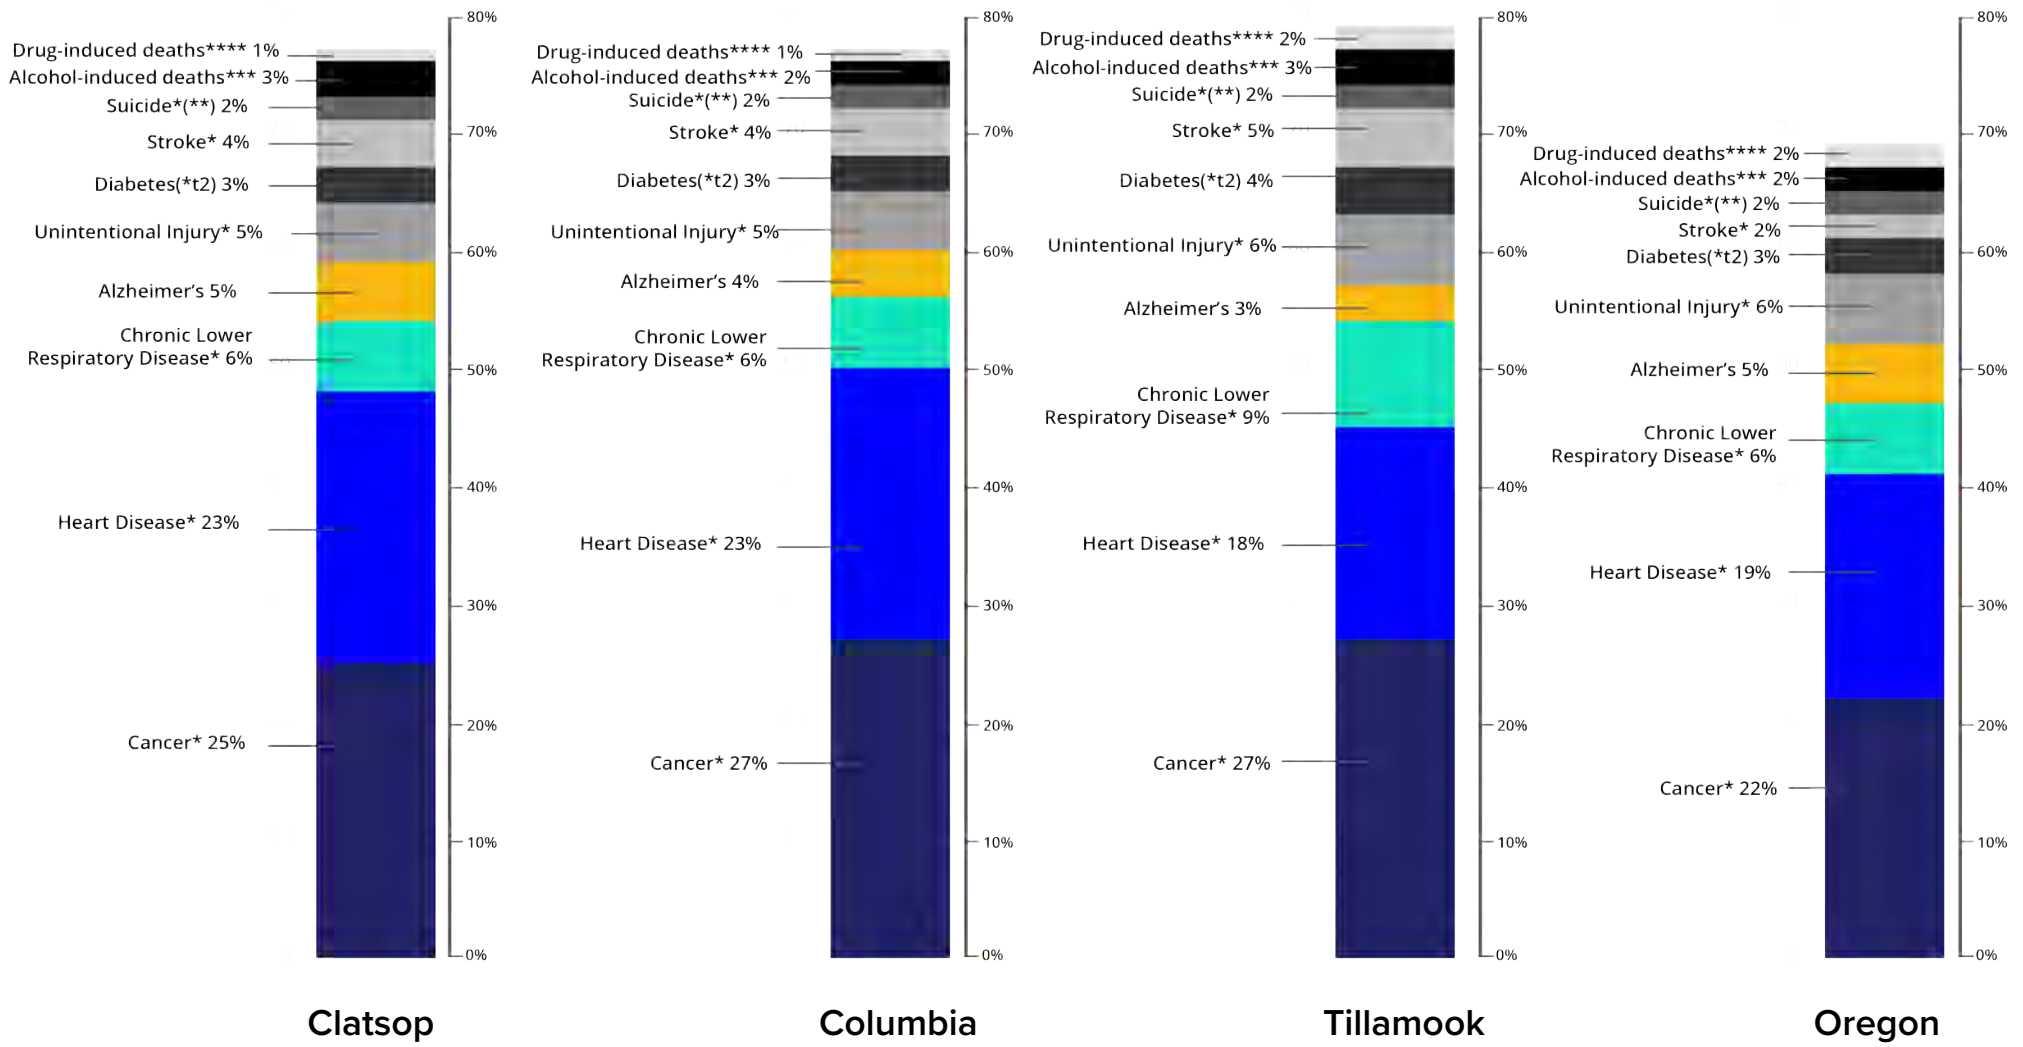 Drug-induced deaths**** 1%
Alcohol-induced deaths*** 3%
Suicide*(**) 2%
Stroke* 4%
Diabetes(*t2) 3%
Unintentional Injury* 5%
Alzheimer's 5%
Chronic Lower
Respiratory Disease* 6%
Heart Disease* 23%
Cancer* 25%
80%
70%
60%
50%
40%
30%
20%
10%
0%
Clatsop
Drug-induced deaths**** 1%
Alcohol-induced deaths*** 2%
Suicide*(**) 2%
Stroke* 4%
Diabetes(*t2) 3%
Unintentional Injury* 5%
Alzheimer's 4%
Chronic Lower
Respiratory Disease* 6%
Heart Disease* 23%
Cancer* 27%
80%
70%
60%
50%
40%
30%
20%
10%
0%
Columbia
Drug-induced deaths**** 2%
Alcohol-induced deaths*** 3%
Suicide*(**) 2%
Stroke* 5%
Diabetes(*t2) 4%
Unintentional Injury* 6%
Alzheimer's 3%
Chronic Lower
Respiratory Disease* 9%
Heart Disease* 18%
Cancer* 27%
80%
70%
60%
50%
40%
30%
20%
10%
0%
Tillamook
Drug-induced deaths**** 2%
Alcohol-induced deaths*** 2%
Suicide*(**) 2%
Stroke* 2%
Diabetes(*t2) 3%
Unintentional Injury* 6%
Alzheimer's 5%
Chronic Lower
Respiratory Disease* 6%
Heart Disease* 19%
Cancer* 22%
80%
70%
60%
50%
40%
30%
20%
10%
0%
Oregon